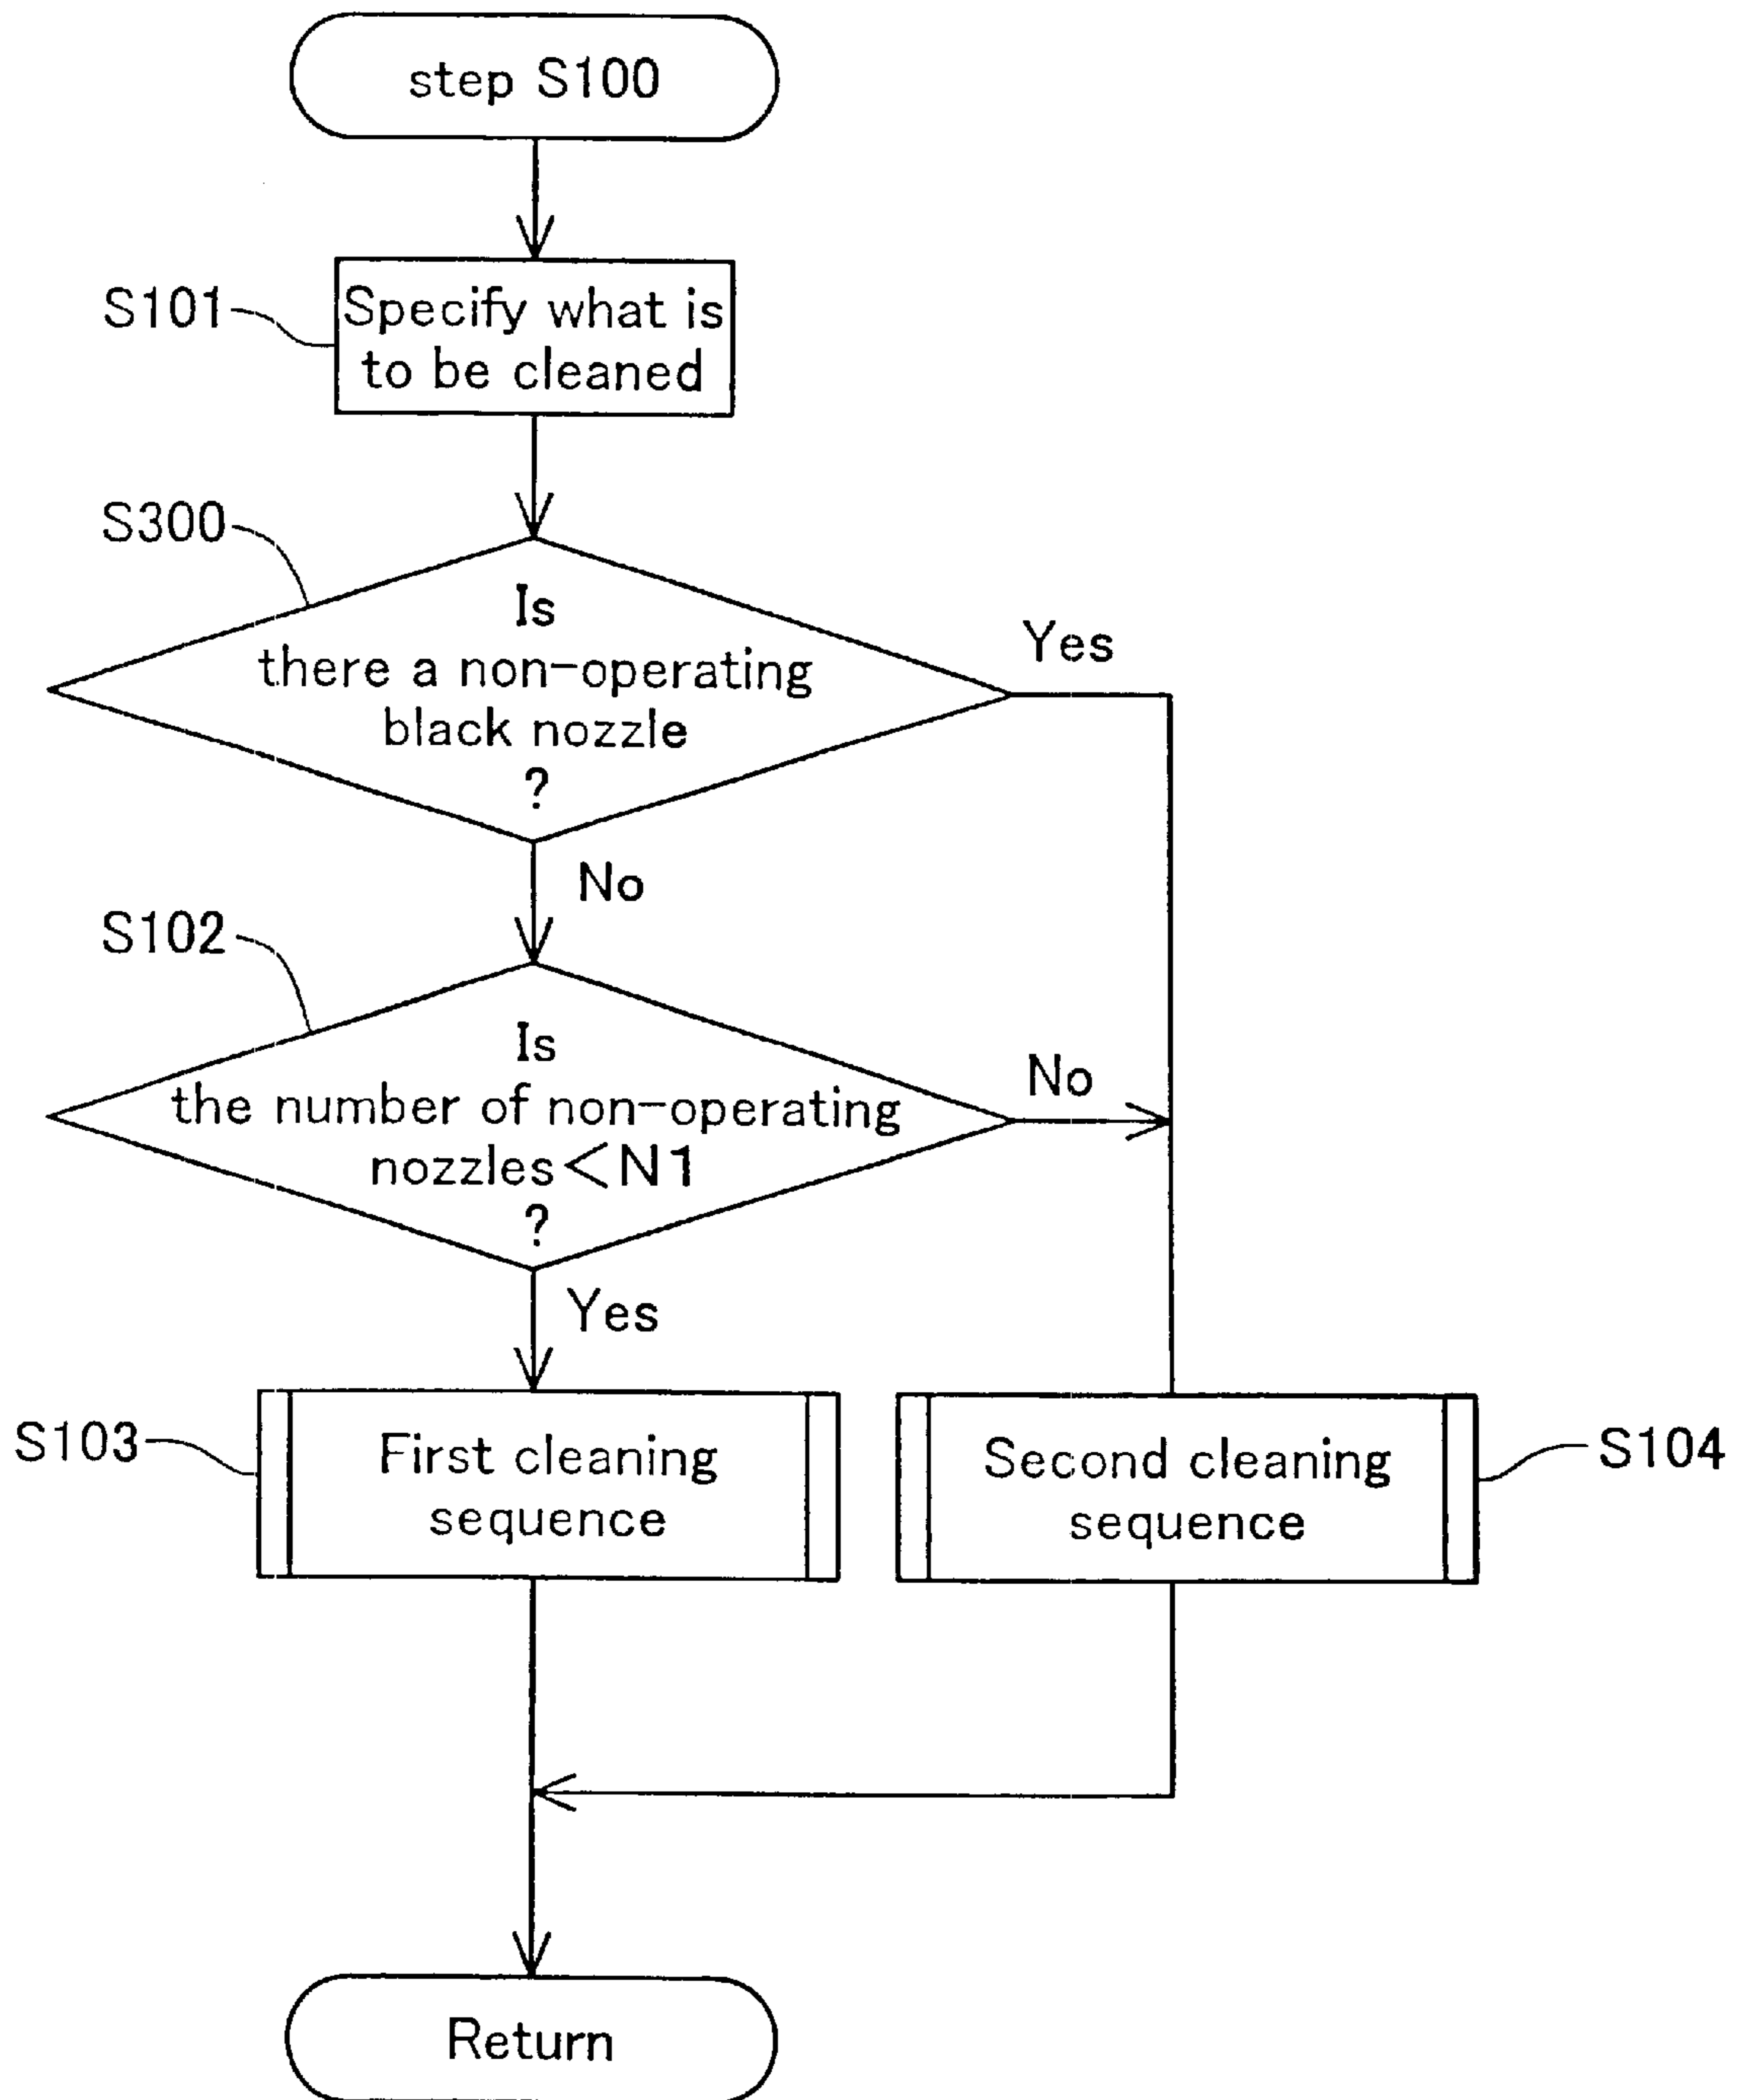 step S100
S101
Specify what is
to be cleaned
S300
Is
there a non-operating
black nozzle
?
Yes
No
S102
Is
the number of non-operating
nozzles<N1
?
No
Yes
S103
First cleaning
sequence
Second cleaning
sequence
S104
Return